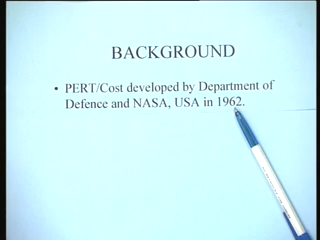 BACKGROUND
• PERT/Cost developed by Department of
Defence and NASA, USA in 1962.